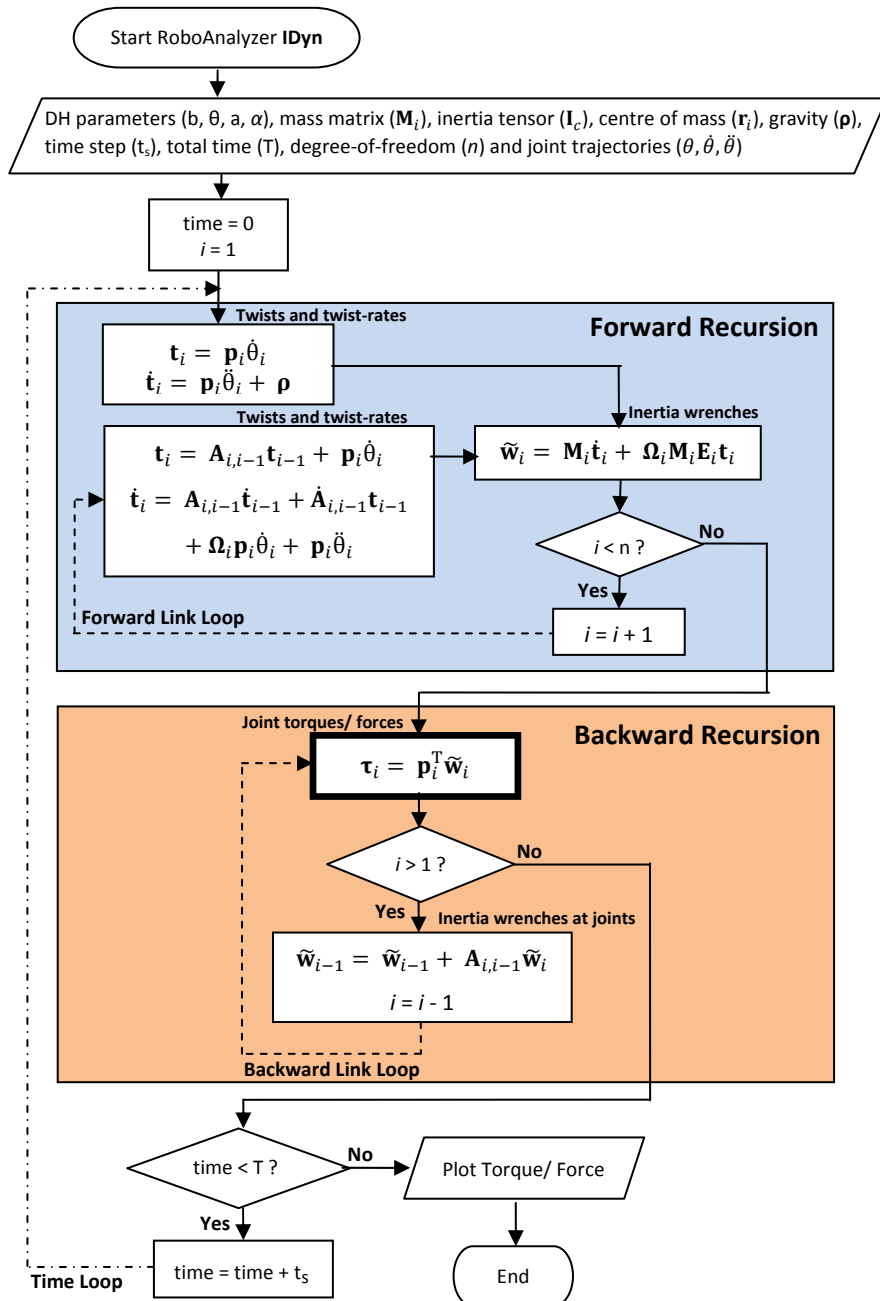 Start RoboAnalyzer IDyn
DH parameters (b, θ, a, α), mass matrix (𝐌ᵢ), inertia tensor (𝐈_c), centre of mass (𝐫ᵢ), gravity (𝛒),
time step (tₛ), total time (T), degree-of-freedom (n) and joint trajectories (θ, θ̇, θ̈)
time = 0
i = 1
Twists and twist-rates
Forward Recursion
𝐭ᵢ = 𝐩ᵢθ̇ᵢ
𝐭̇ᵢ = 𝐩ᵢθ̈ᵢ + 𝛒
Twists and twist-rates
Inertia wrenches
𝐭ᵢ = 𝐀ᵢ,ᵢ₋₁𝐭ᵢ₋₁ + 𝐩ᵢθ̇ᵢ
𝐭̇ᵢ = 𝐀ᵢ,ᵢ₋₁𝐭̇ᵢ₋₁ + 𝐀̇ᵢ,ᵢ₋₁𝐭ᵢ₋₁
+ 𝛀ᵢ𝐩ᵢθ̇ᵢ + 𝐩ᵢθ̈ᵢ
𝐰̃ᵢ = 𝐌ᵢ𝐭̇ᵢ + 𝛀ᵢ𝐌ᵢ𝐄ᵢ𝐭ᵢ
i < n ?
No
Yes
Forward Link Loop
i = i + 1
Joint torques/ forces
Backward Recursion
𝛕ᵢ = 𝐩ᵢᵀ𝐰̃ᵢ
i > 1 ?
No
Yes
Inertia wrenches at joints
𝐰̃ᵢ₋₁ = 𝐰̃ᵢ₋₁ + 𝐀ᵢ,ᵢ₋₁𝐰̃ᵢ
i = i - 1
Backward Link Loop
time < T ?
No
Plot Torque/ Force
Yes
time = time + tₛ
Time Loop
End